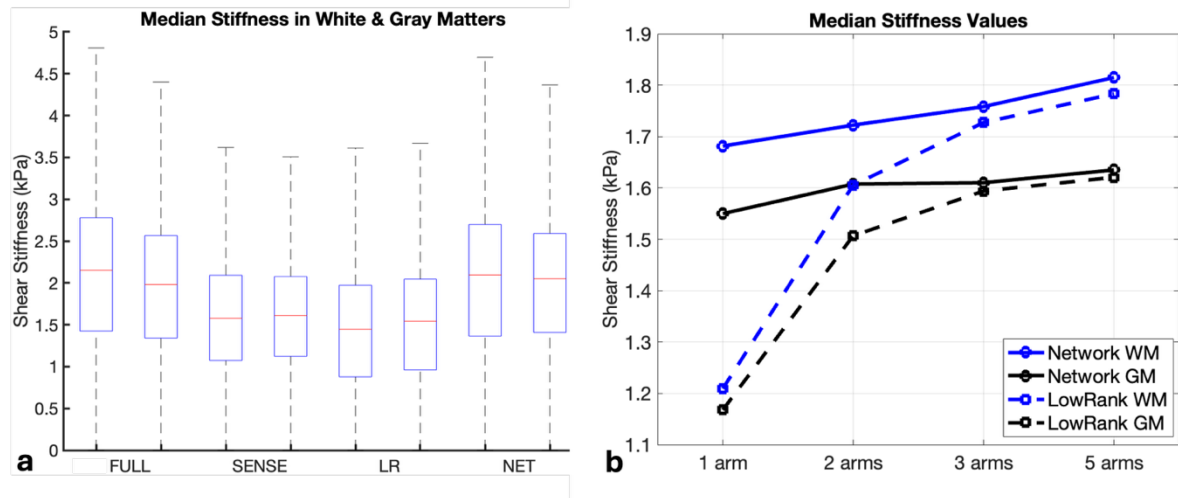 Median Stiffness in White & Gray Matters
Shear Stiffness (kPa)
5
4.5
4
3.5
3
2.5
2
1.5
1
0.5
0
FULL SENSE LR NET
a
Median Stiffness Values
Shear Stiffness (kPa)
1.9
1.8
1.7
1.6
1.5
1.4
1.3
1.2
1.1
1 arm 2 arms 3 arms 5 arms
Network WM
Network GM
LowRank WM
LowRank GM
b